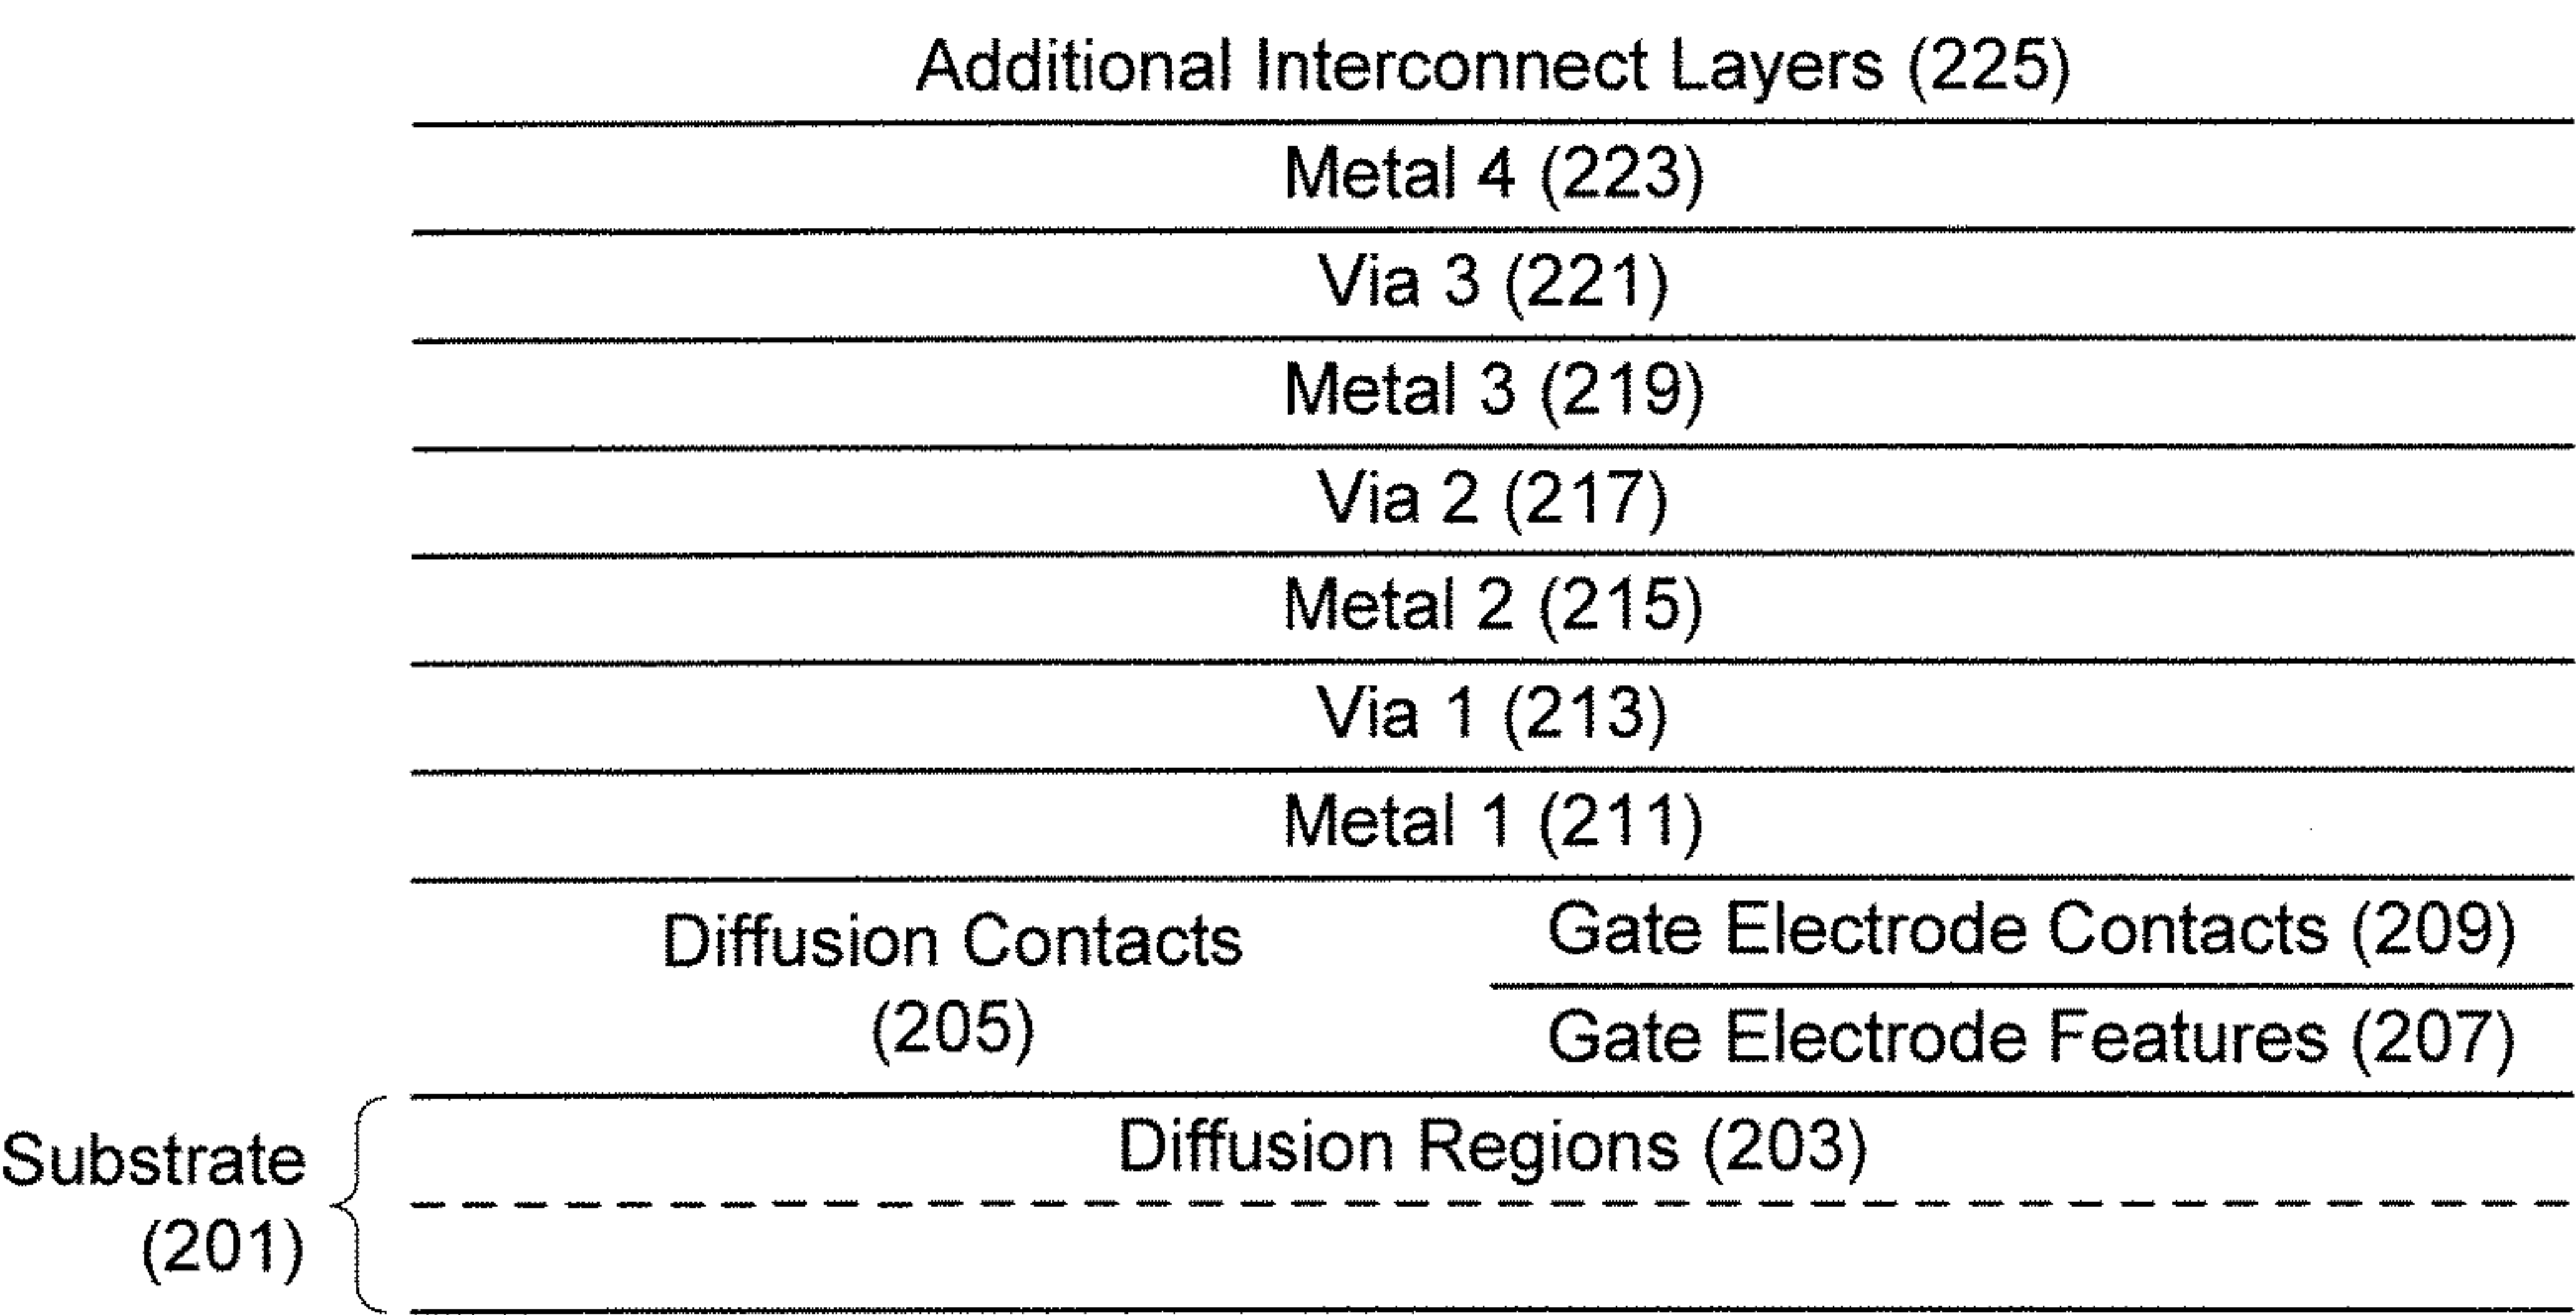 Additional Interconnect Layers (225)
Metal 4 (223)
Via 3 (221)
Metal 3 (219)
Via 2 (217)
Metal 2 (215)
Via 1 (213)
Metal 1 (211)
Diffusion Contacts
(205)
Gate Electrode Contacts (209)
Gate Electrode Features (207)
Substrate
(201)
Diffusion Regions (203)